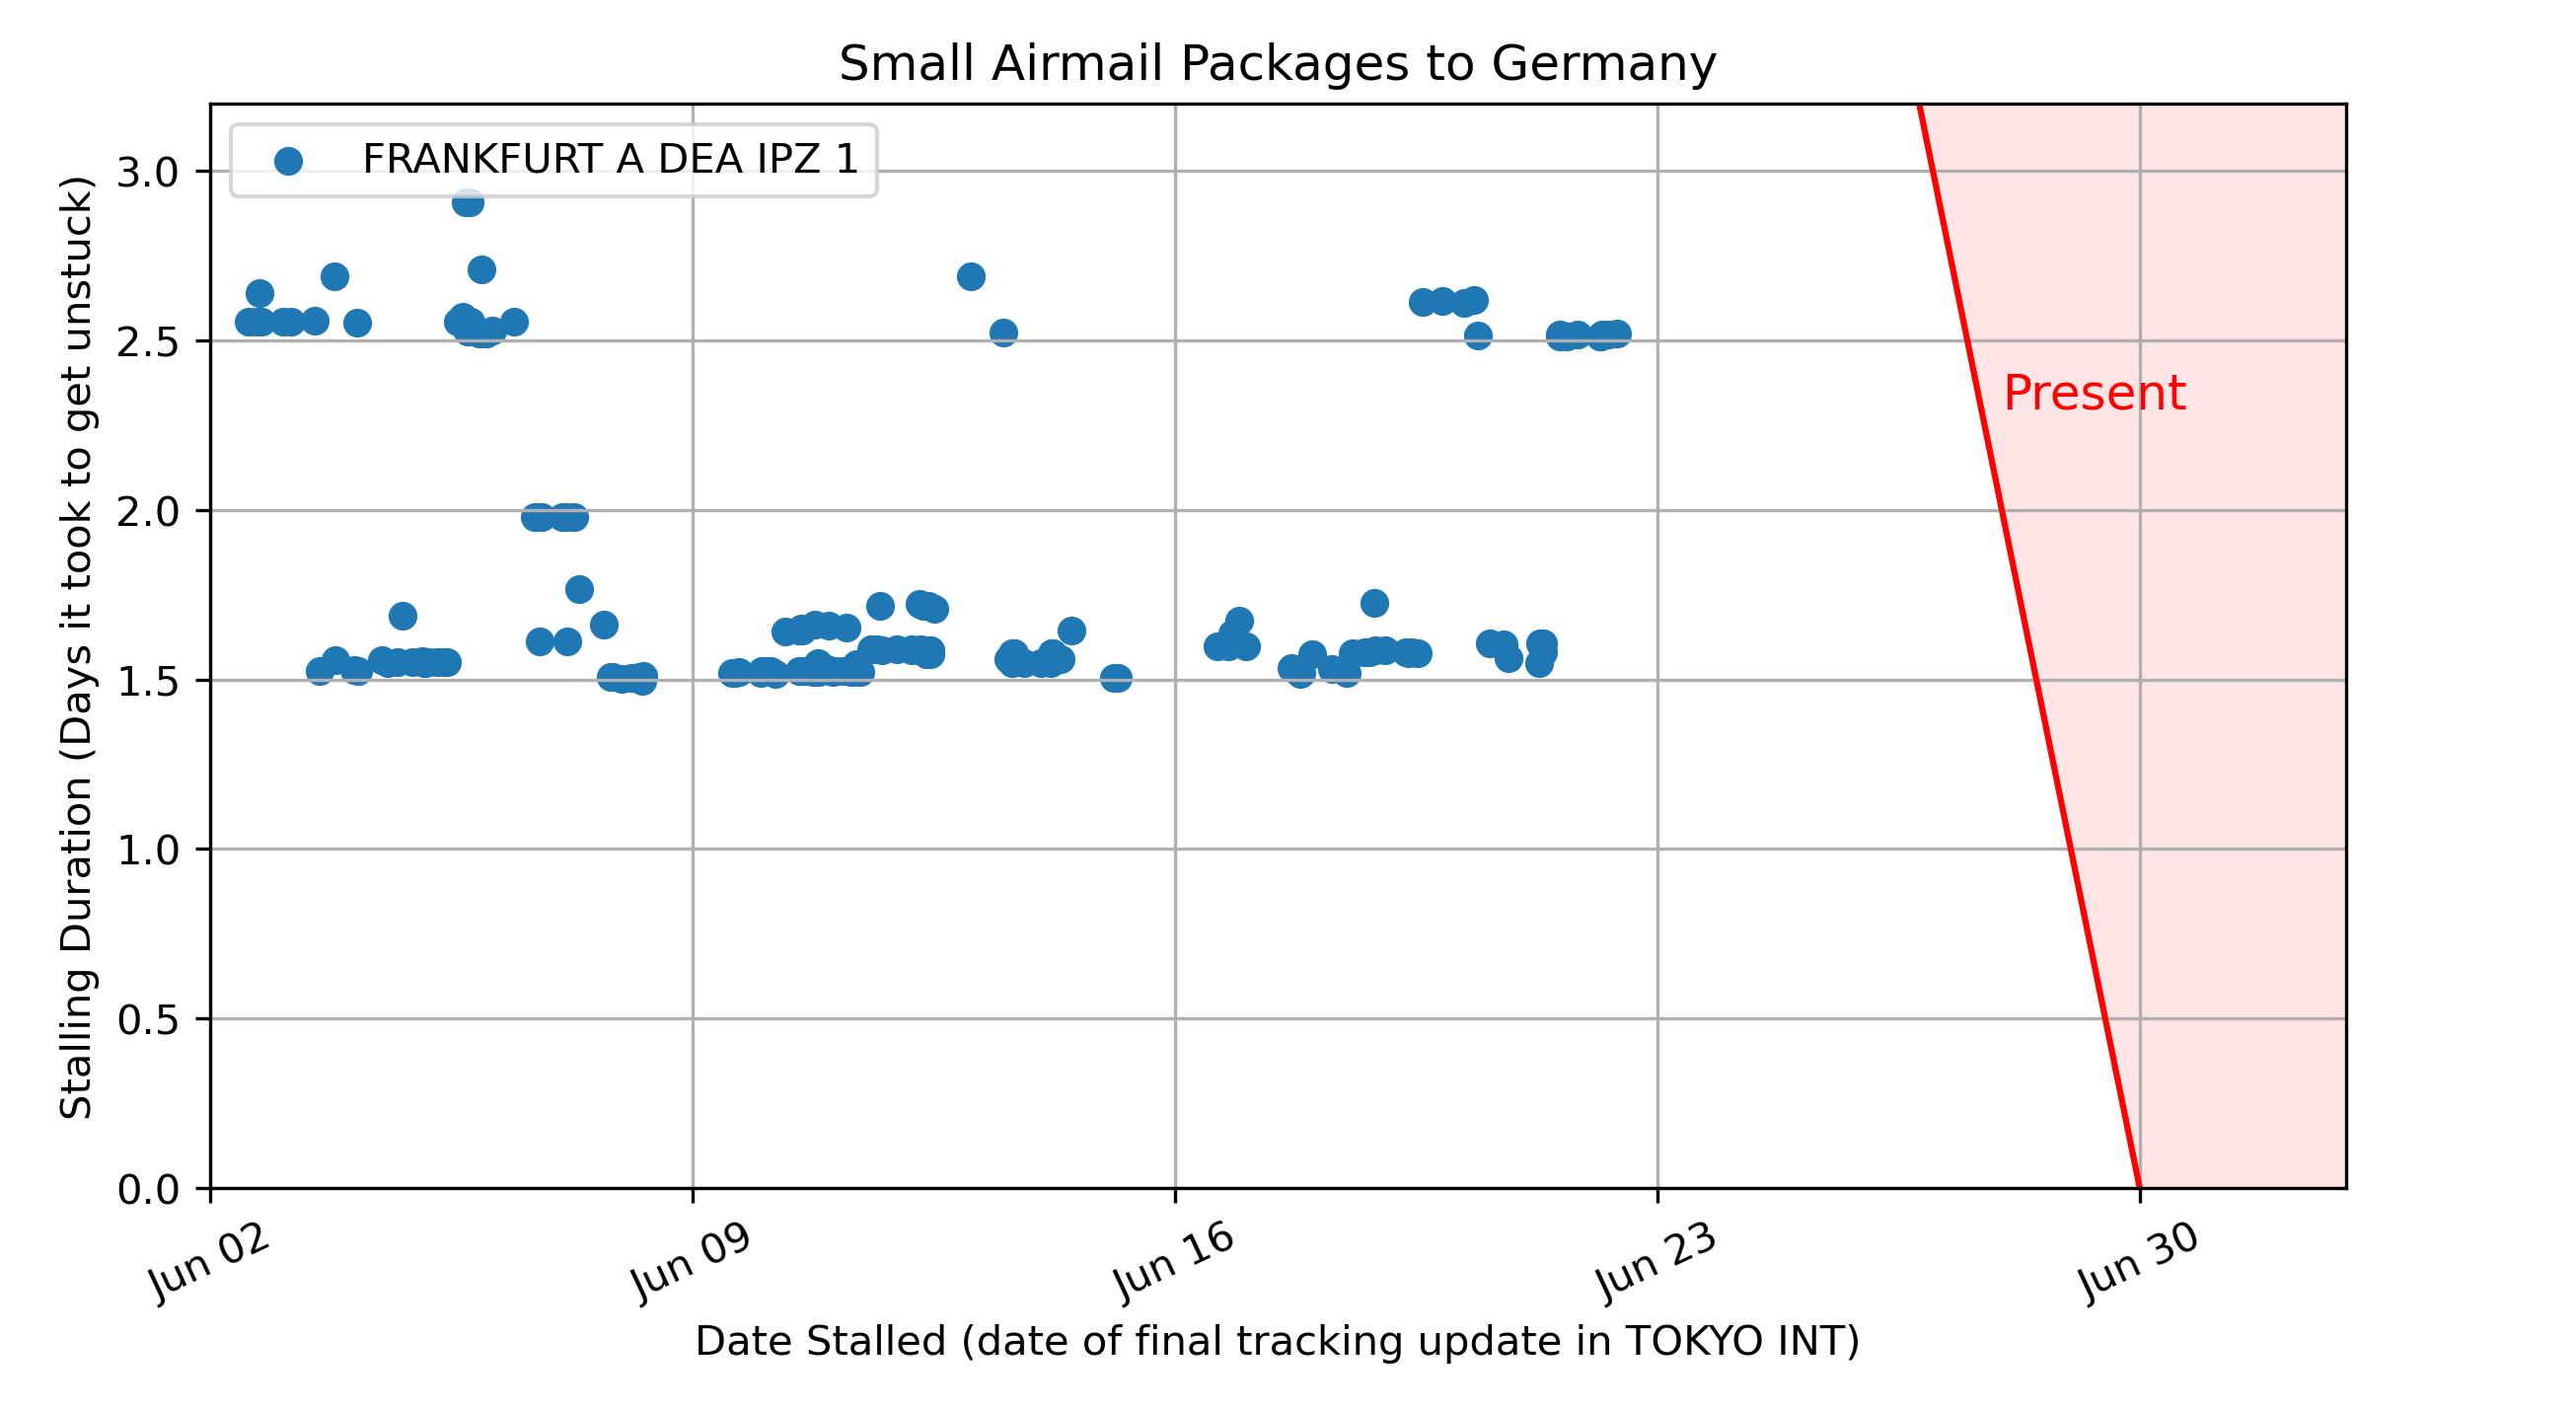 Small Airmail Packages to Germany
FRANKFURT A DEA IPZ 1
Stalling Duration (Days it took to get unstuck)
3.0
2.5
2.0
1.5
1.0
0.5
0.0
Present
Jun 02
Jun 09
Jun 16
Jun 23
Jun 30
Date Stalled (date of final tracking update in TOKYO INT)